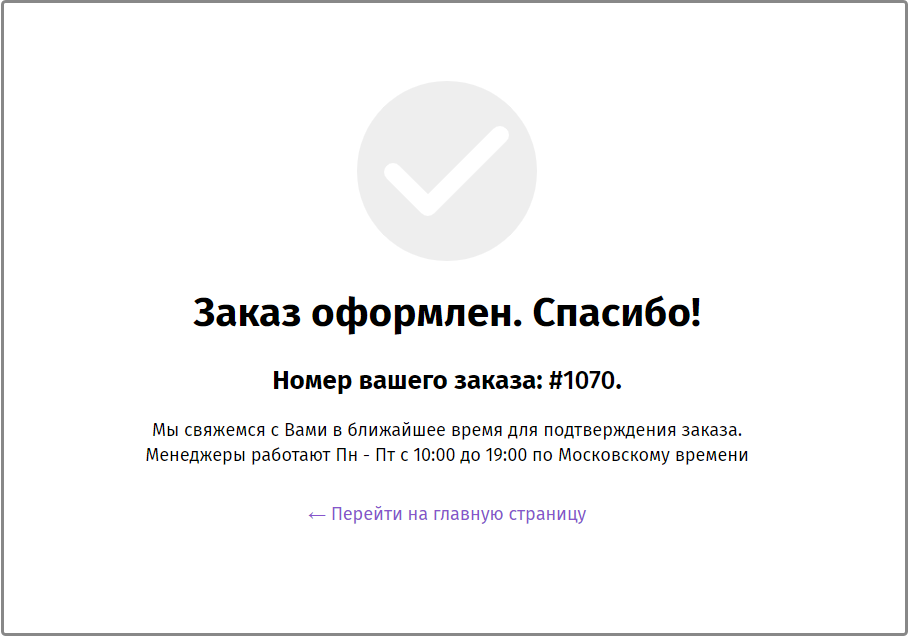 Заказ оформлен. Спасибо!
Номер вашего заказа: #1070.
Мы свяжемся с Вами в ближайшее время для подтверждения заказа.
Менеджеры работают Пн - Пт с 10:00 до 19:00 по Московскому времени
← Перейти на главную страницу